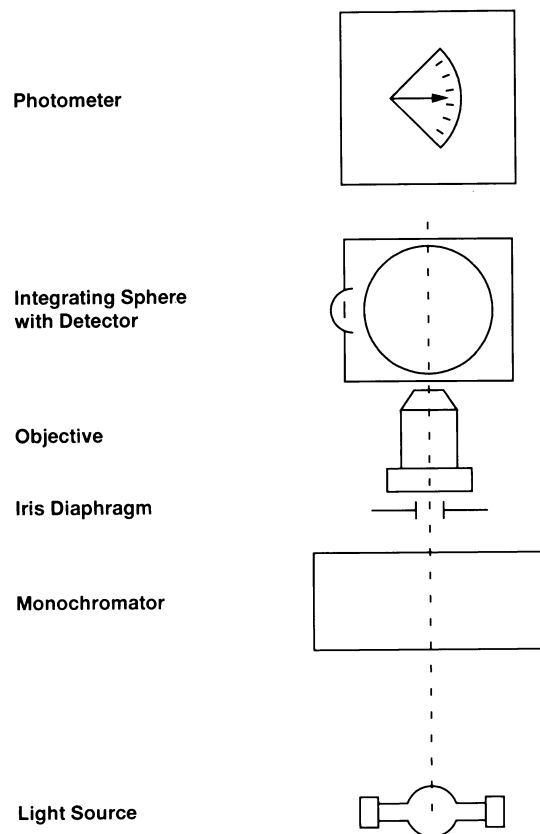 Photometer
Integrating Sphere
with Detector
Objective
Iris Diaphragm
Monochromator
Light Source